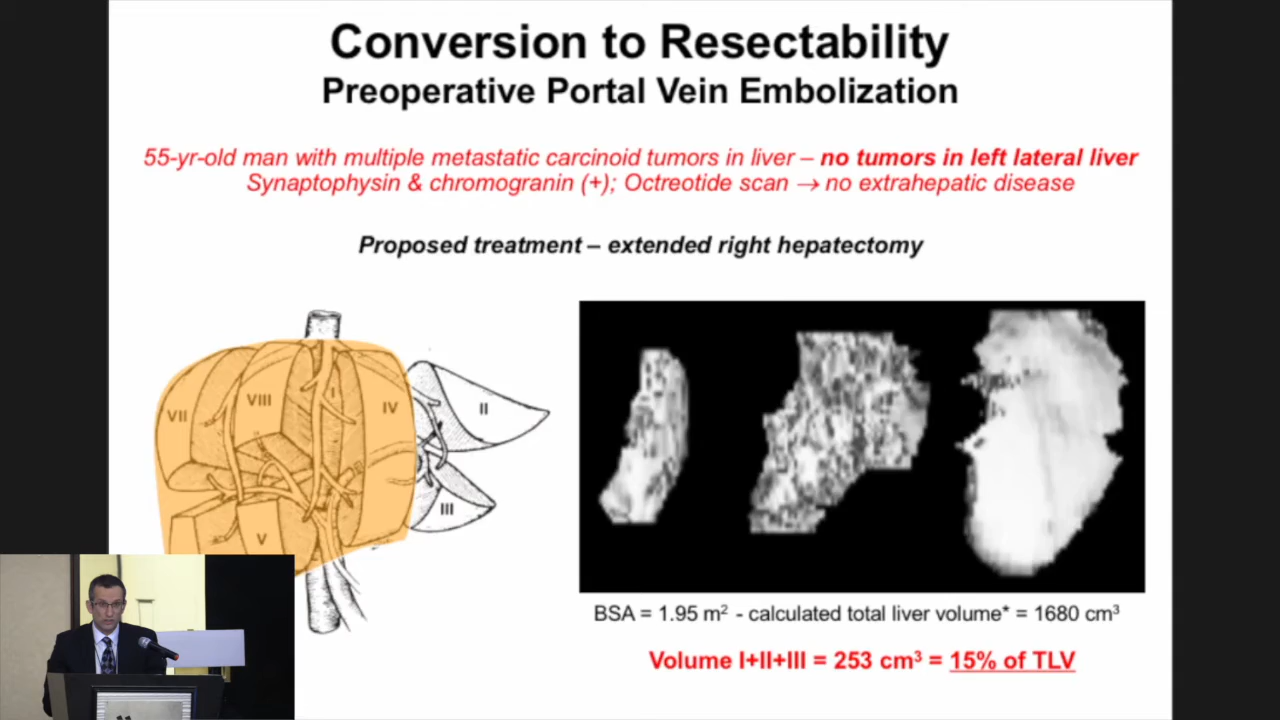 Conversion to Resectability
Preoperative Portal Vein Embolization
55-yr-old man with multiple metastatic carcinoid tumors in liver – no tumors in left lateral liver
Synaptophysin & chromogranin (+); Octreotide scan → no extrahepatic disease
Proposed treatment – extended right hepatectomy
VII
VIII
I
IV
II
III
V
BSA = 1.95 m² - calculated total liver volume* = 1680 cm³
Volume I+II+III = 253 cm³ = 15% of TLV